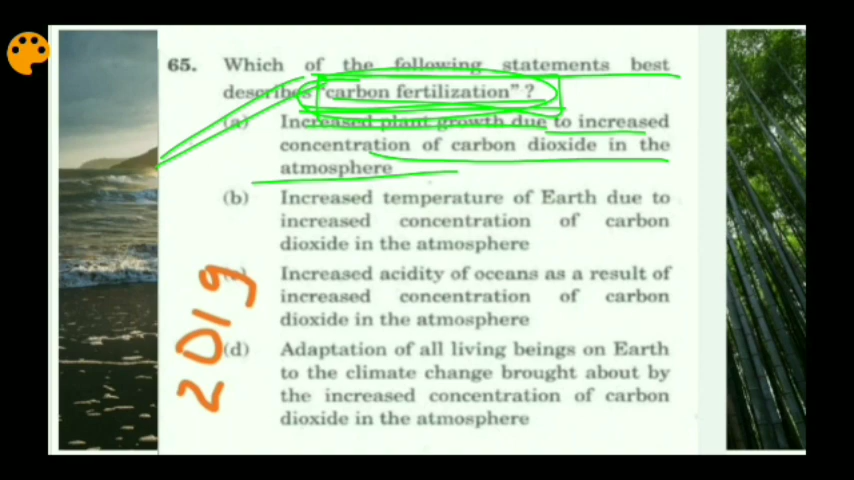 65. Which of the following statements best
describes "carbon fertilization" ?
(a) Increased plant growth due to increased
concentration of carbon dioxide in the
atmosphere
(b) Increased temperature of Earth due to
increased concentration of carbon
dioxide in the atmosphere
(c) Increased acidity of oceans as a result of
increased concentration of carbon
dioxide in the atmosphere
(d) Adaptation of all living beings on Earth
to the climate change brought about by
the increased concentration of carbon
dioxide in the atmosphere
2019